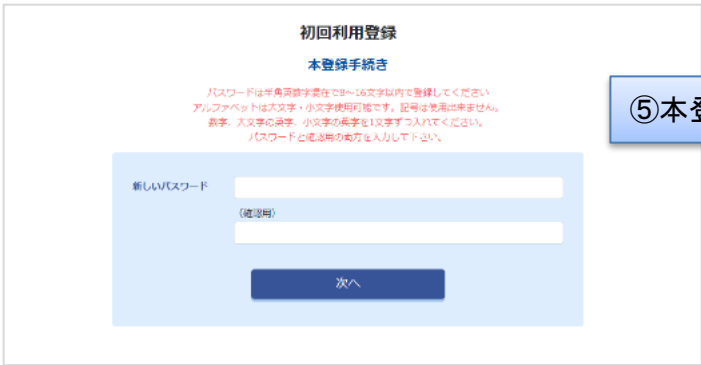 初回利用登録
本登録手続き
パスワードは半角英数字混在で8～16文字以内で登録してください
アルファベットは大文字・小文字使用可能です。記号は使用出来ません。
数字、大文字の英字、小文字の英字を1文字ずつ入れてください。
パスワードと確認用の両方を入力して下さい。
⑤本登
新しいパスワード
（確認用）
次へ